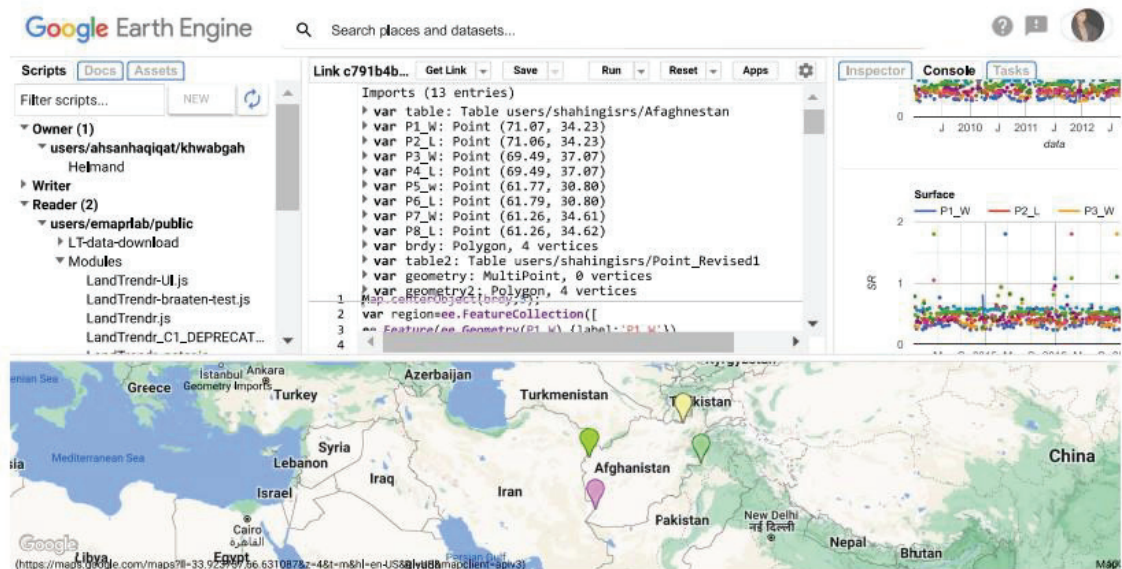 Google Earth Engine
Search places and datasets...
Scripts Docs Assets
Filter scripts... NEW
Owner (1)
users/ahsanhaqiqat/khwabgah
Helmand
Writer
Reader (2)
users/emaprlab/public
LT-data-download
Modules
LandTrendr-UI.js
LandTrendr-braaten-test.js
LandTrendr.js
LandTrendr_C1_DEPRECAT...
Link c791b4b... Get Link Save Run Reset Apps
Imports (13 entries)
var table: Table users/shahingisrs/Afaghnestan
var P1_W: Point (71.07, 34.23)
var P2_L: Point (71.06, 34.23)
var P3_W: Point (69.49, 37.07)
var P4_L: Point (69.49, 37.07)
var P5_w: Point (61.77, 30.80)
var P6_L: Point (61.79, 30.80)
var P7_W: Point (61.26, 34.61)
var P8_L: Point (61.26, 34.62)
var brdy: Polygon, 4 vertices
var table2: Table users/shahingisrs/Point_Revised1
var geometry: MultiPoint, 0 vertices
var geometry2: Polygon, 4 vertices
1 Map.centerObject(brdy,5);
2 var region=ee.FeatureCollection([
3 ee.Feature(ee.Geometry(P1_W),{label:'P1_W'})
4
Inspector Console Tasks
0
J 2010 J 2011 J 2012 J
data
Surface
P1_W P2_L P3_W
2
SR
1
0
Istanbul Ankara
Greece Geometry Imports Turkey
Azerbaijan
Turkmenistan
Kyrgyzstan
Mediterranean Sea
Syria
Lebanon
Iraq
Israel
Iran
Afghanistan
China
Cairo
القاهرة
Pakistan
New Delhi
नई दिल्ली
Nepal
Bhutan
Google
Libya
Egypt
Persian Gulf